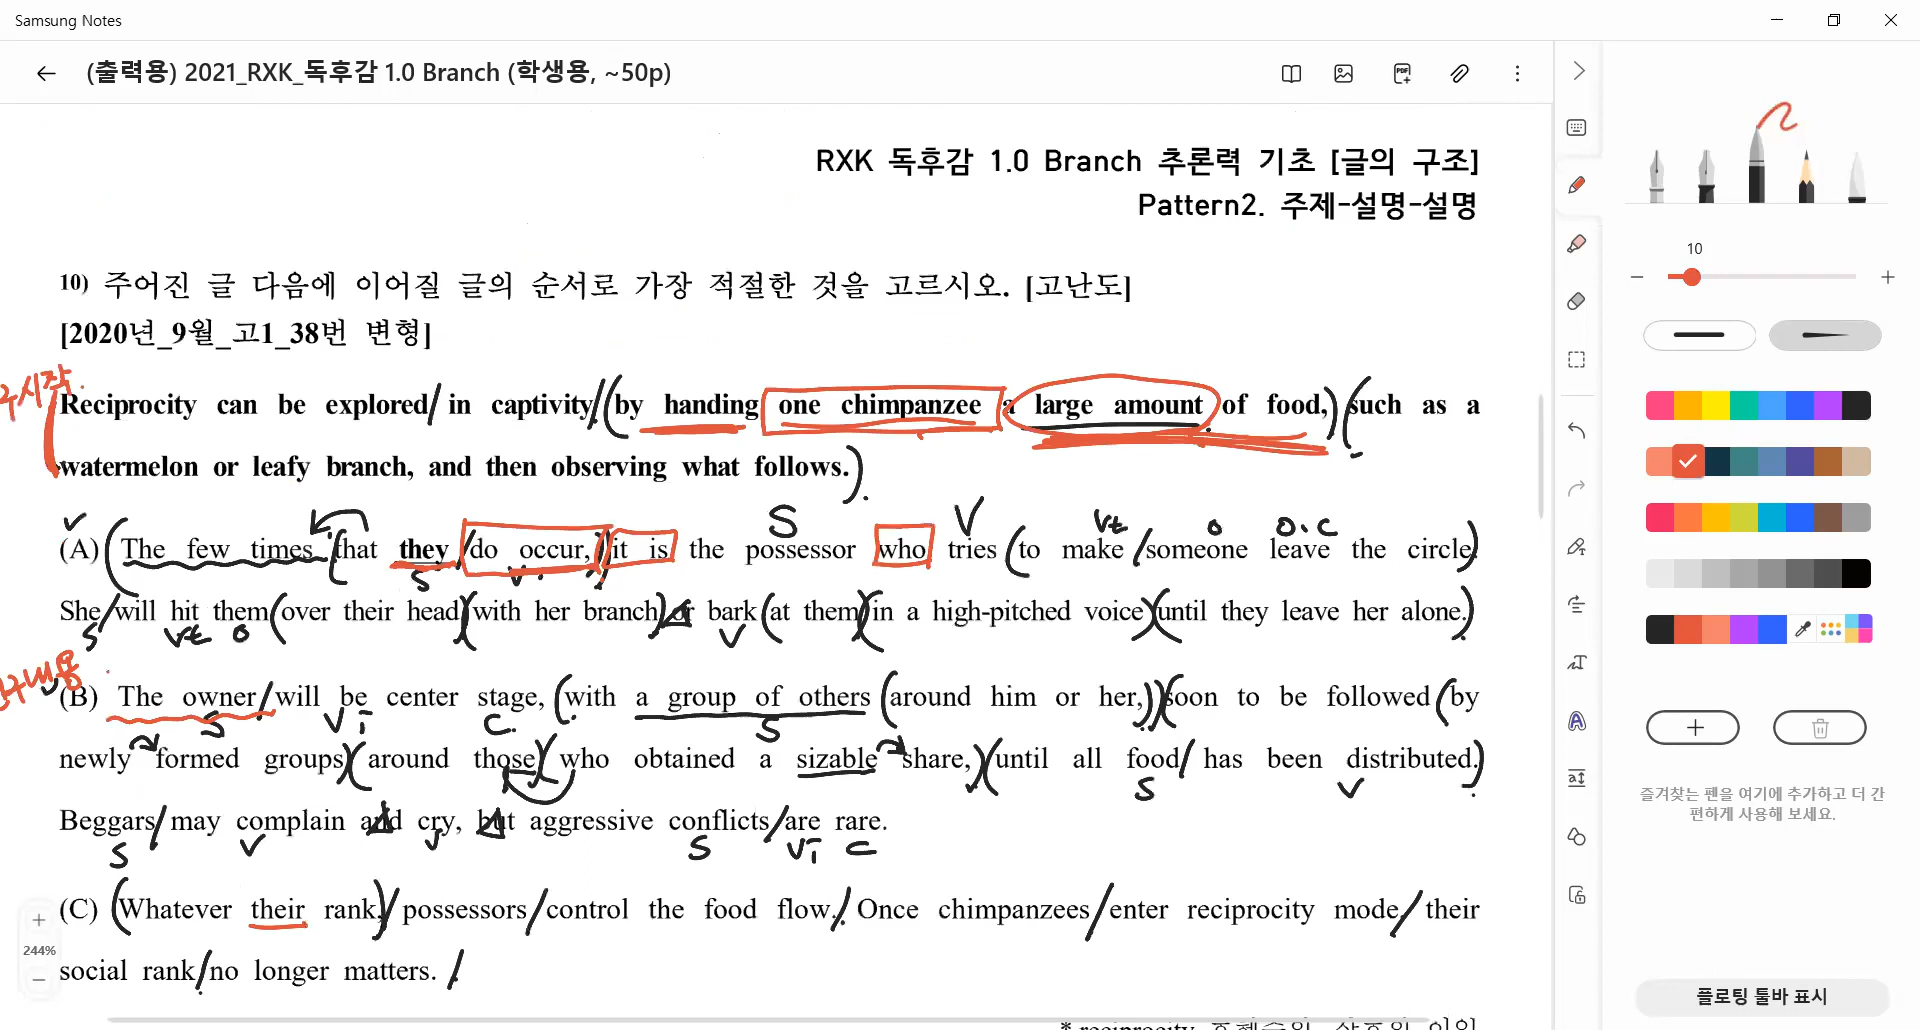 Samsung Notes
(출력용) 2021_RXK_독후감 1.0 Branch (학생용, ~50p)
RXK 독후감 1.0 Branch 추론력 기초 [글의 구조]
Pattern2. 주제-설명-설명
10) 주어진 글 다음에 이어질 글의 순서로 가장 적절한 것을 고르시오. [고난도]
[2020년_9월_고1_38번 변형]
시작
Reciprocity can be explored in captivity, by handing one chimpanzee a large amount of food, such as a
watermelon or leafy branch, and then observing what follows.
V S V Vt O O.C
(A) The few times that they do occur, it is the possessor who tries to make someone leave the circle.
S V
She will hit them over their head with her branch or bark at them in a high-pitched voice until they leave her alone.
S Vt O V
내용
(B) The owner will be center stage, with a group of others around him or her, soon to be followed by
S Vi C S
newly formed groups around those who obtained a sizable share, until all food has been distributed.
S V
Beggars may complain and cry, but aggressive conflicts are rare.
S V V S Vi C
(C) Whatever their rank, possessors control the food flow. Once chimpanzees enter reciprocity mode, their
social rank no longer matters.
10
즐겨찾는 펜을 여기에 추가하고 더 간
편하게 사용해 보세요.
244%
플로팅 툴바 표시